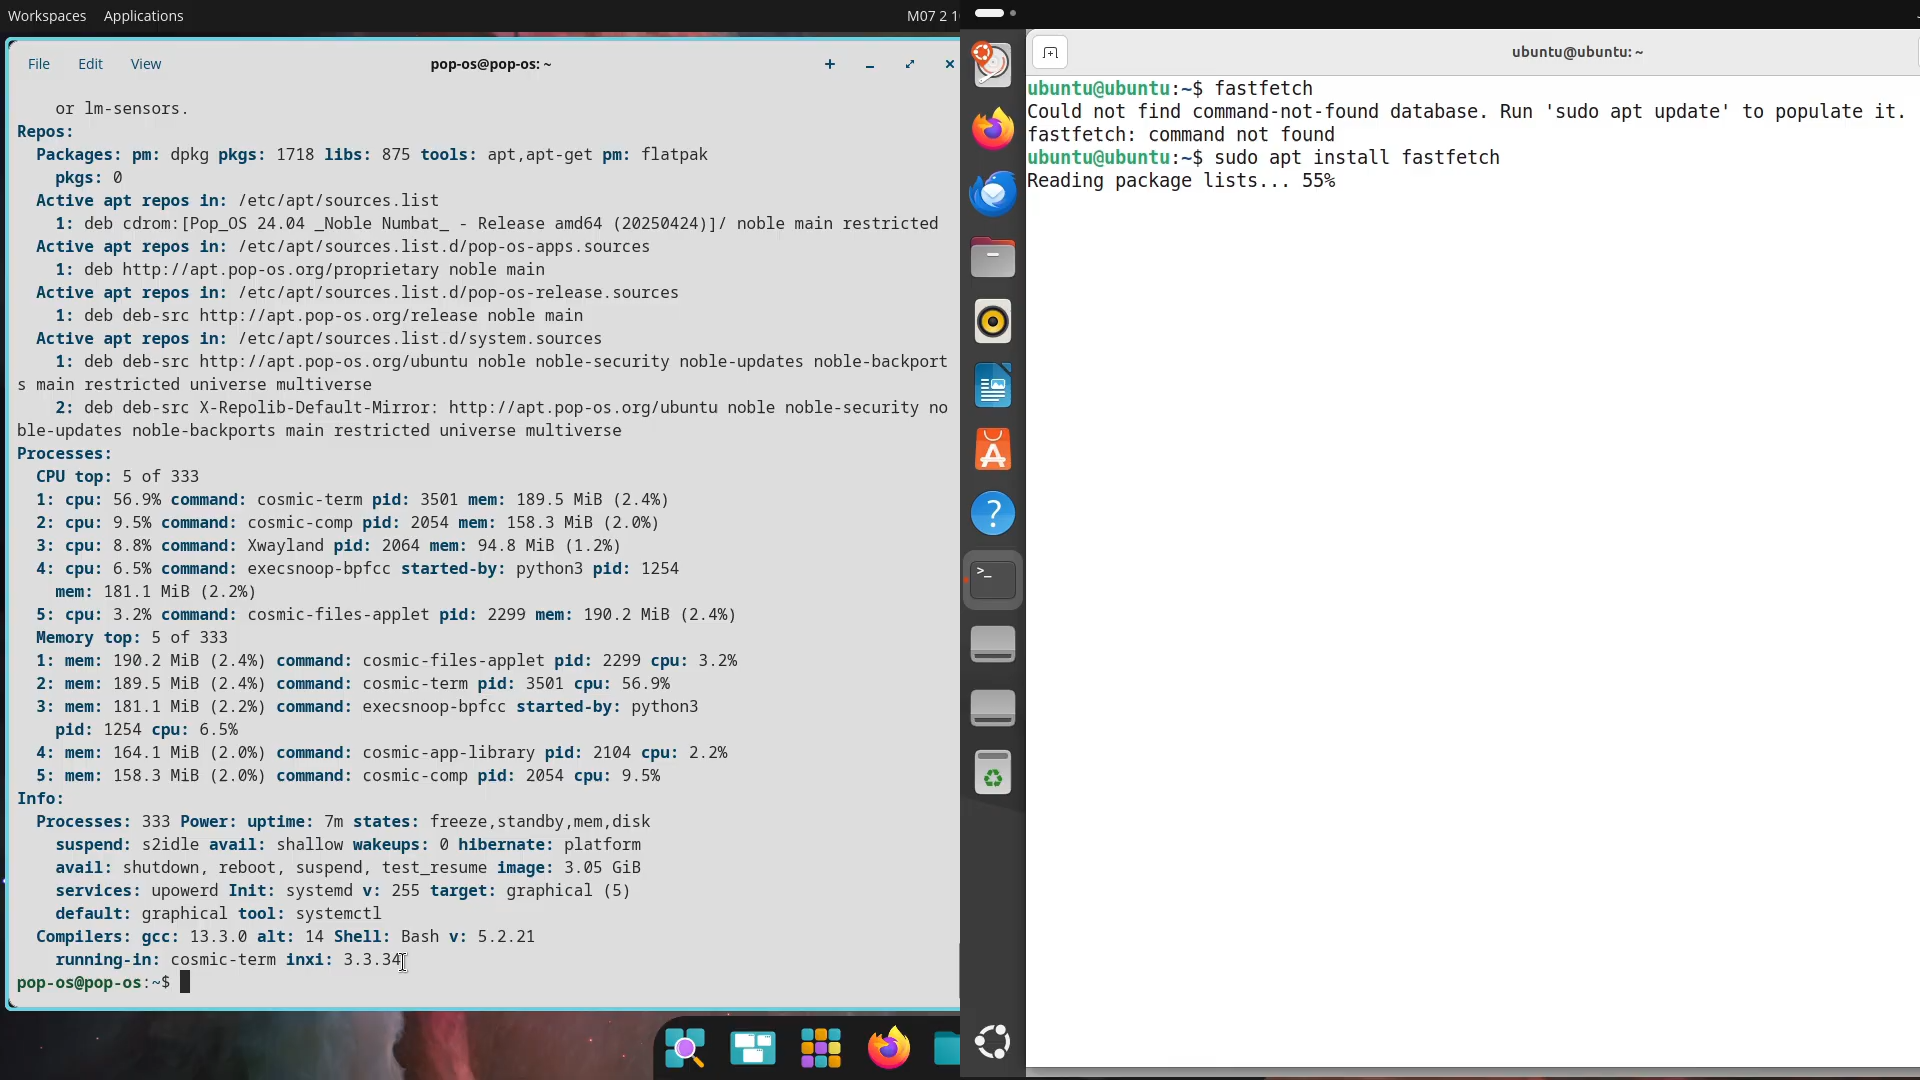 Workspaces Applications M07 2 1
File Edit View pop-os@pop-os: ~
or lm-sensors.
Repos:
Packages: pm: dpkg pkgs: 1718 libs: 875 tools: apt,apt-get pm: flatpak
pkgs: 0
Active apt repos in: /etc/apt/sources.list
1: deb cdrom:[Pop_OS 24.04 _Noble Numbat_ - Release amd64 (20250424)]/ noble main restricted
Active apt repos in: /etc/apt/sources.list.d/pop-os-apps.sources
1: deb http://apt.pop-os.org/proprietary noble main
Active apt repos in: /etc/apt/sources.list.d/pop-os-release.sources
1: deb deb-src http://apt.pop-os.org/release noble main
Active apt repos in: /etc/apt/sources.list.d/system.sources
1: deb deb-src http://apt.pop-os.org/ubuntu noble noble-security noble-updates noble-backport
s main restricted universe multiverse
2: deb deb-src X-Repolib-Default-Mirror: http://apt.pop-os.org/ubuntu noble noble-security no
ble-updates noble-backports main restricted universe multiverse
Processes:
CPU top: 5 of 333
1: cpu: 56.9% command: cosmic-term pid: 3501 mem: 189.5 MiB (2.4%)
2: cpu: 9.5% command: cosmic-comp pid: 2054 mem: 158.3 MiB (2.0%)
3: cpu: 8.8% command: Xwayland pid: 2064 mem: 94.8 MiB (1.2%)
4: cpu: 6.5% command: execsnoop-bpfcc started-by: python3 pid: 1254
mem: 181.1 MiB (2.2%)
5: cpu: 3.2% command: cosmic-files-applet pid: 2299 mem: 190.2 MiB (2.4%)
Memory top: 5 of 333
1: mem: 190.2 MiB (2.4%) command: cosmic-files-applet pid: 2299 cpu: 3.2%
2: mem: 189.5 MiB (2.4%) command: cosmic-term pid: 3501 cpu: 56.9%
3: mem: 181.1 MiB (2.2%) command: execsnoop-bpfcc started-by: python3
pid: 1254 cpu: 6.5%
4: mem: 164.1 MiB (2.0%) command: cosmic-app-library pid: 2104 cpu: 2.2%
5: mem: 158.3 MiB (2.0%) command: cosmic-comp pid: 2054 cpu: 9.5%
Info:
Processes: 333 Power: uptime: 7m states: freeze,standby,mem,disk
suspend: s2idle avail: shallow wakeups: 0 hibernate: platform
avail: shutdown, reboot, suspend, test_resume image: 3.05 GiB
services: upowerd Init: systemd v: 255 target: graphical (5)
default: graphical tool: systemctl
Compilers: gcc: 13.3.0 alt: 14 Shell: Bash v: 5.2.21
running-in: cosmic-term inxi: 3.3.34
pop-os@pop-os:~$
ubuntu@ubuntu: ~
ubuntu@ubuntu:~$ fastfetch
Could not find command-not-found database. Run 'sudo apt update' to populate it.
fastfetch: command not found
ubuntu@ubuntu:~$ sudo apt install fastfetch
Reading package lists... 55%